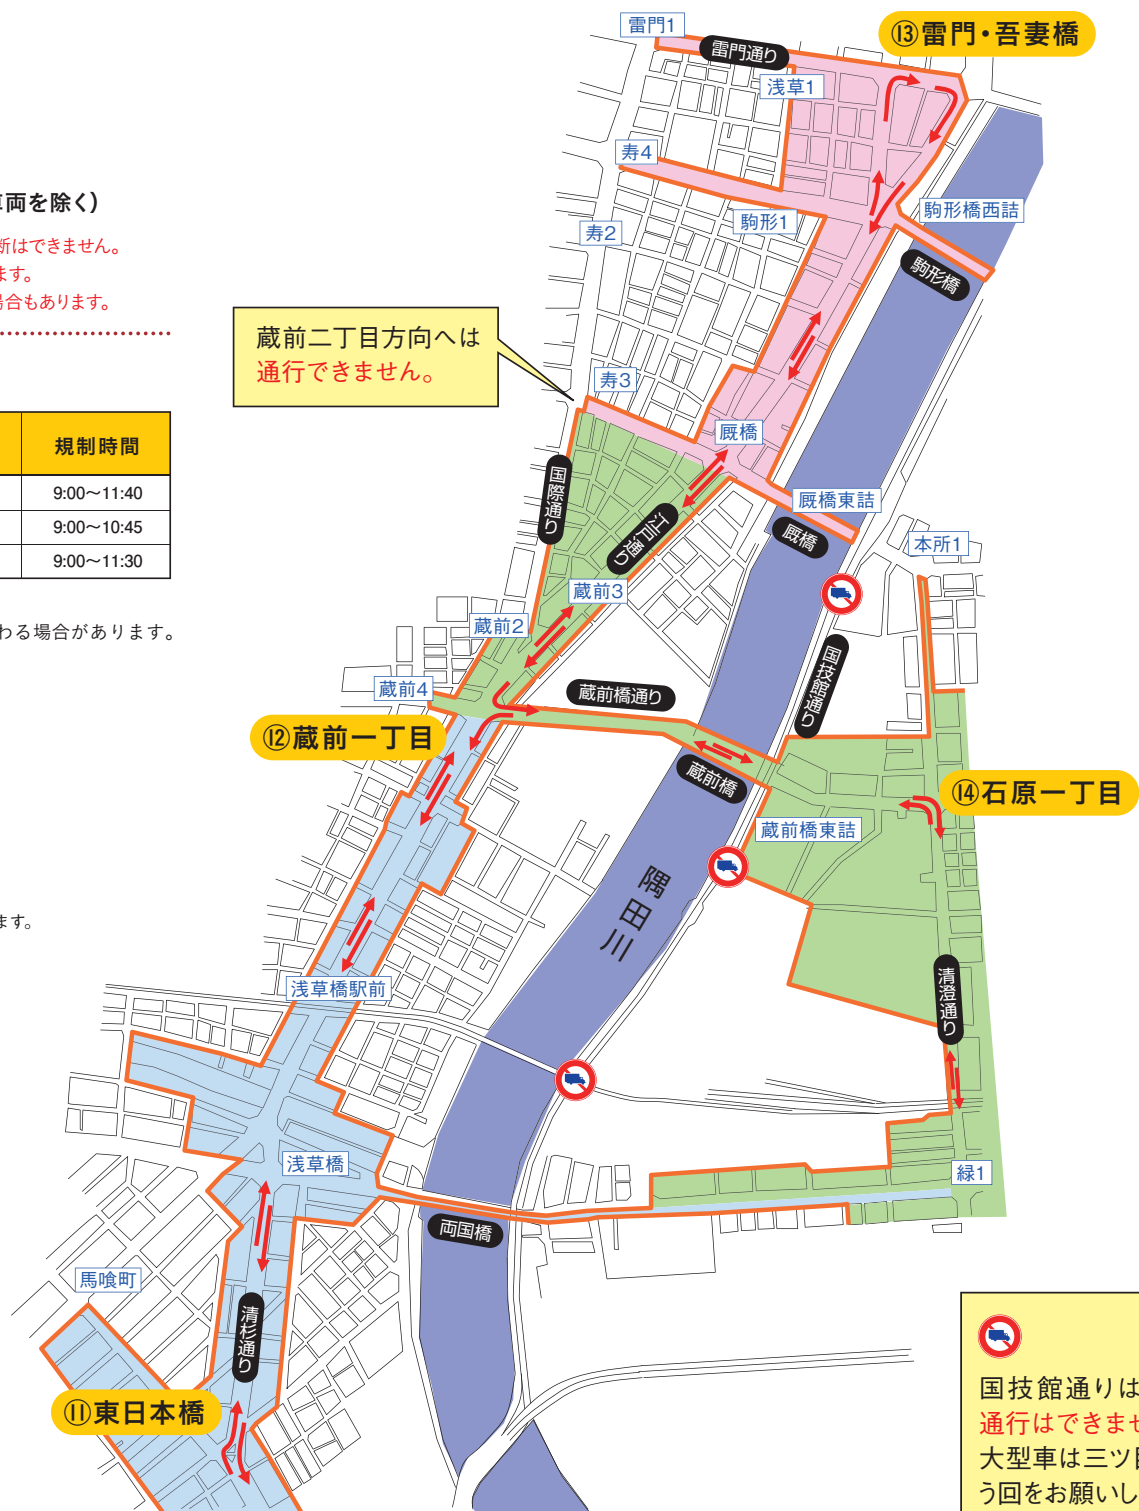 雷門1
⑬雷門・吾妻橋
雷門通り
浅草1
寿4
車両を除く)
駒形橋西詰
駒形1
寿2
断はできません。
駒形橋
ます。
場合もあります。
蔵前二丁目方向へは
通行できません。
寿3
厩橋
規制時間
国際通り
9:00〜11:40
厩橋東詰
江戸通り
9:00〜10:45
厩橋
本所1
9:00〜11:30
蔵前3
蔵前2
わる場合があります。
国技館通り
蔵前4
蔵前橋通り
⑫蔵前一丁目
蔵前橋
⑭石原一丁目
蔵前橋東詰
隅田川
ます。
浅草橋駅前
清澄通り
浅草橋
緑1
両国橋
馬喰町
清杉通り
⑪東日本橋
国技館通りは
通行はできませ
大型車は三ツ目
う回をお願いし